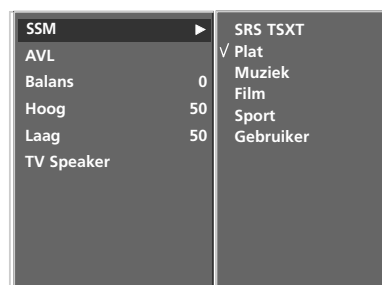 SSM ►
AVL
Balans 0
Hoog 50
Laag 50
TV Speaker
SRS TSXT
√ Plat
Muziek
Film
Sport
Gebruiker